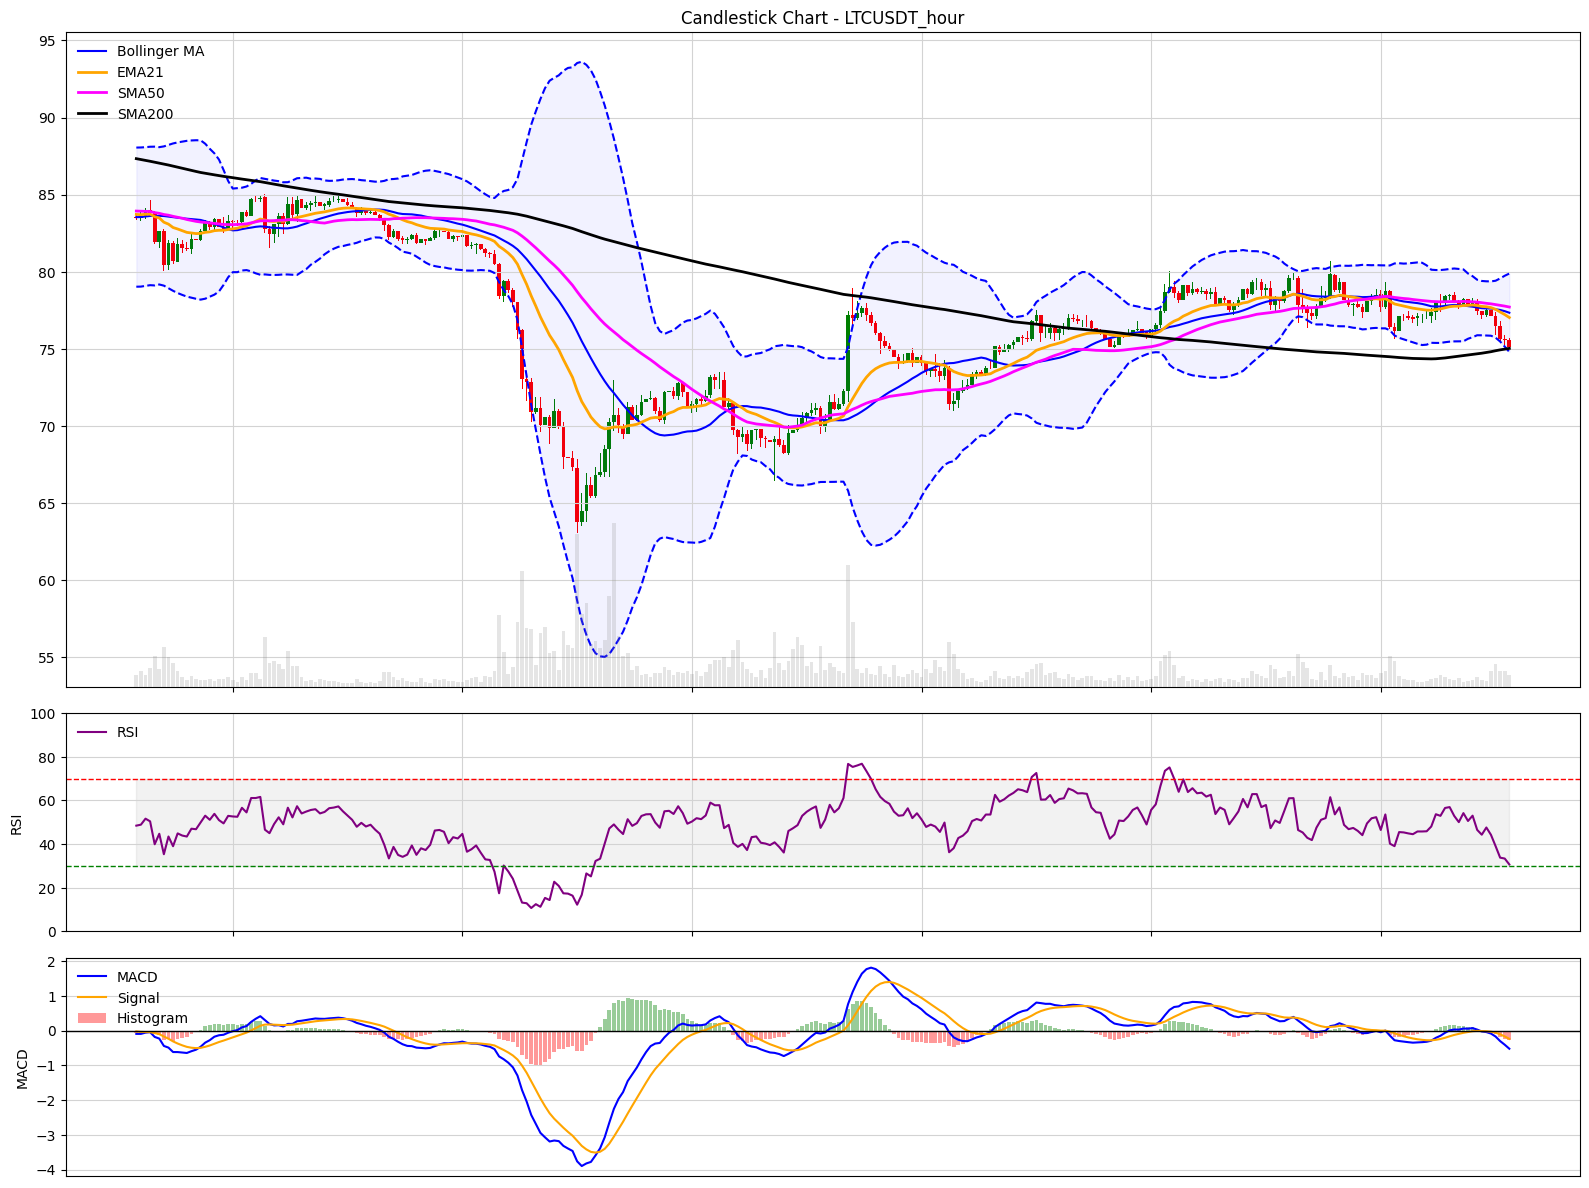 Candlestick Chart - LTCUSDT_hour
95
90
85
80
75
70
65
60
55
Bollinger MA
EMA21
SMA50
SMA200
100
80
60
40
20
0
RSI
RSI
2
1
0
−1
−2
−3
−4
MACD
MACD
Signal
Histogram